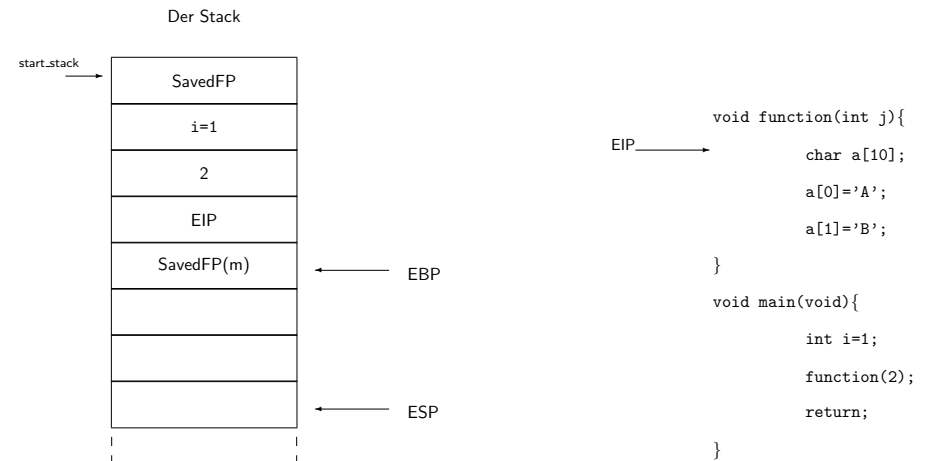 Der Stack
start_stack
SavedFP
i=1
2
EIP
SavedFP(m)
EBP
ESP
EIP
void function(int j){
char a[10];
a[0]='A';
a[1]='B';
}
void main(void){
int i=1;
function(2);
return;
}